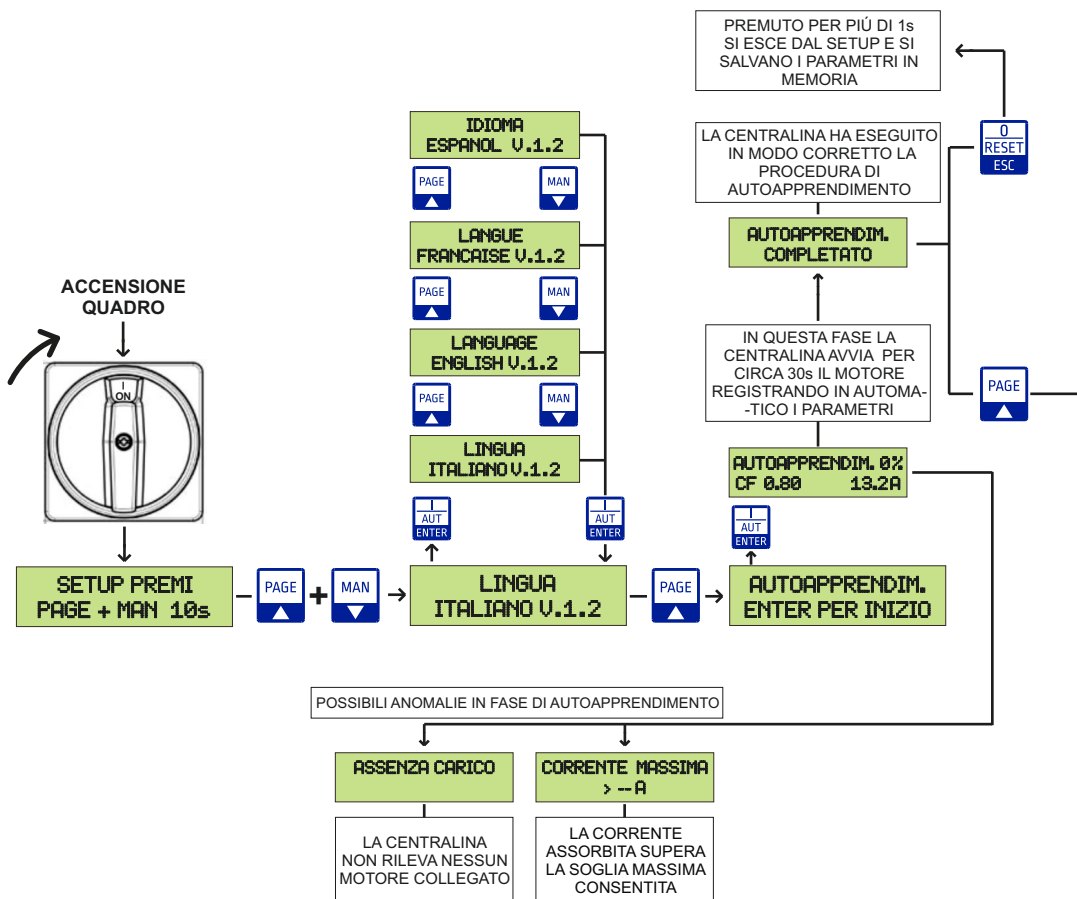 PREMUTO PER PIÚ DI 1s
SI ESCE DAL SETUP E SI
SALVANO I PARAMETRI IN
MEMORIA
0
RESET
ESC
IDIOMA
ESPANOL V.1.2
PAGE
MAN
LANGUE
FRANCAISE V.1.2
PAGE
MAN
LANGUAGE
ENGLISH V.1.2
PAGE
MAN
LINGUA
ITALIANO V.1.2
I
AUT
ENTER
I
AUT
ENTER
LA CENTRALINA HA ESEGUITO
IN MODO CORRETTO LA
PROCEDURA DI
AUTOAPPRENDIMENTO
AUTOAPPRENDIM.
COMPLETATO
IN QUESTA FASE LA
CENTRALINA AVVIA PER
CIRCA 30s IL MOTORE
REGISTRANDO IN AUTOMA-
-TICO I PARAMETRI
PAGE
AUTOAPPRENDIM. 0%
CF 0.80 13.2A
I
AUT
ENTER
ACCENSIONE
QUADRO
I
ON
SETUP PREMI
PAGE + MAN 10s
PAGE
+
MAN
LINGUA
ITALIANO V.1.2
PAGE
AUTOAPPRENDIM.
ENTER PER INIZIO
POSSIBILI ANOMALIE IN FASE DI AUTOAPPRENDIMENTO
ASSENZA CARICO
CORRENTE MASSIMA
> -- A
LA CENTRALINA
NON RILEVA NESSUN
MOTORE COLLEGATO
LA CORRENTE
ASSORBITA SUPERA
LA SOGLIA MASSIMA
CONSENTITA